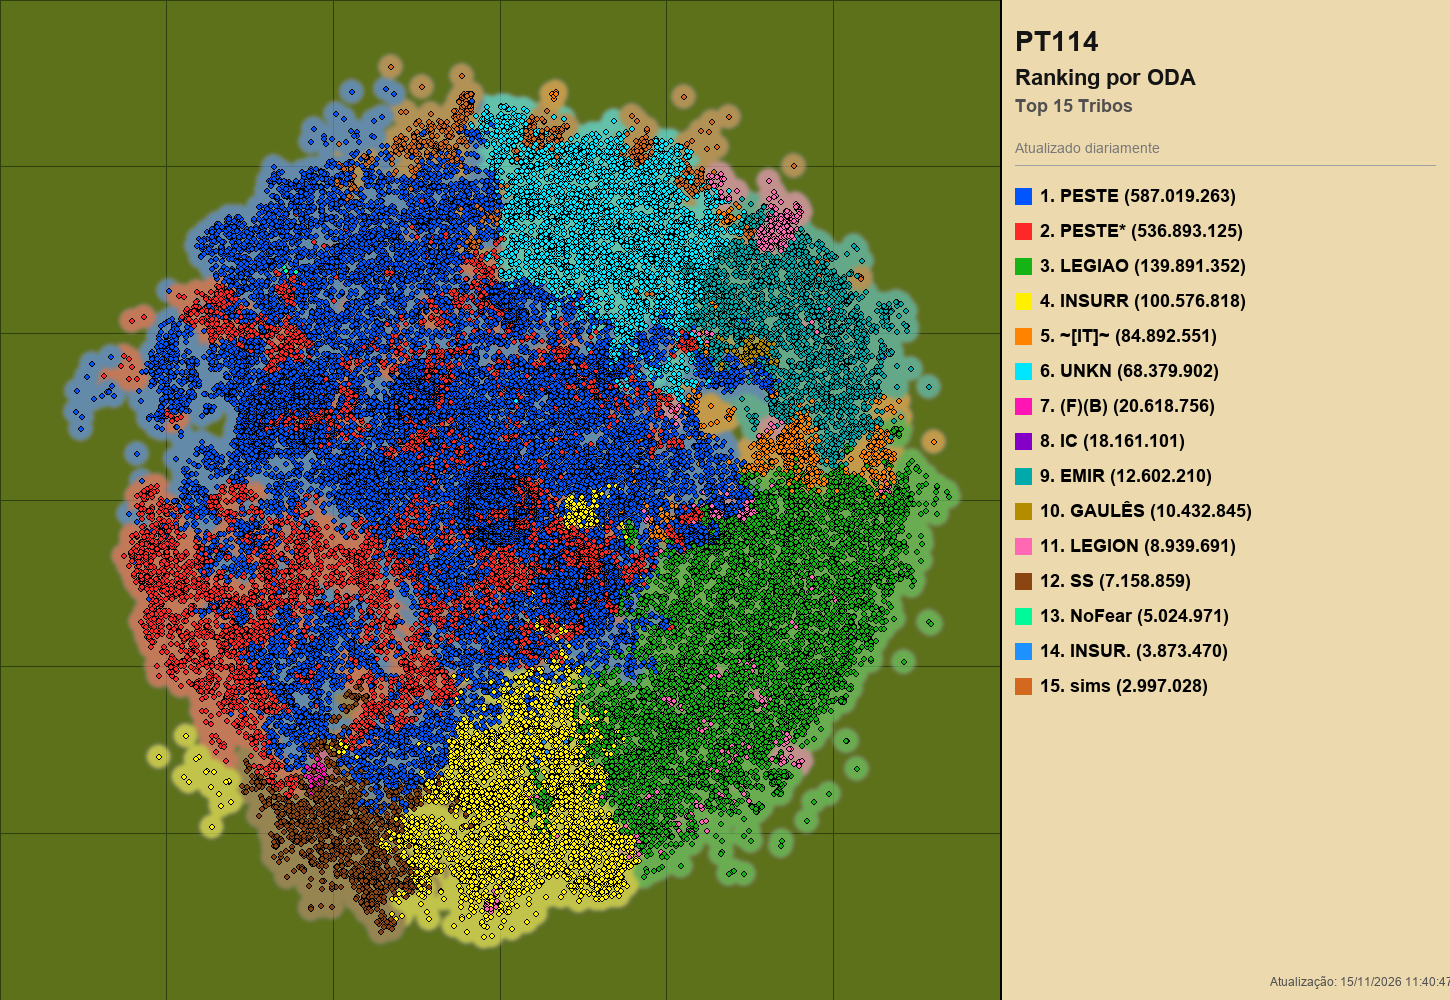 PT114
Ranking por ODA
Top 15 Tribos
Atualizado diariamente
1. PESTE (587.019.263)
2. PESTE* (536.893.125)
3. LEGIAO (139.891.352)
4. INSURR (100.576.818)
5. ~[IT]~ (84.892.551)
6. UNKN (68.379.902)
7. (F)(B) (20.618.756)
8. IC (18.161.101)
9. EMIR (12.602.210)
10. GAULÊS (10.432.845)
11. LEGION (8.939.691)
12. SS (7.158.859)
13. NoFear (5.024.971)
14. INSUR. (3.873.470)
15. sims (2.997.028)
Atualização: 15/11/2026 11:40:47